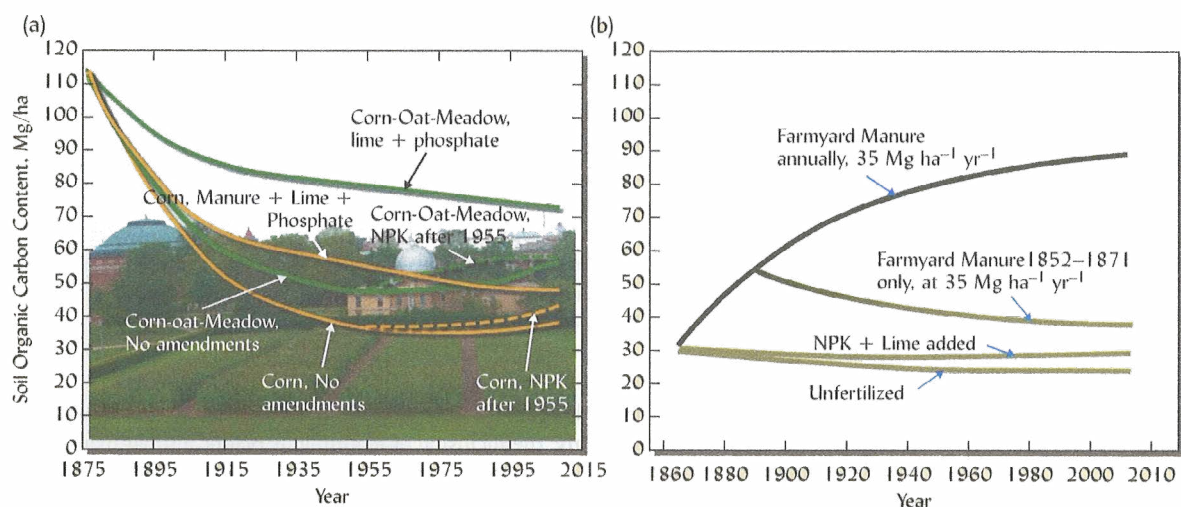 (a)
Soil Organic Carbon Content, Mg/ha
120
110
100
90
80
70
60
50
40
30
20
10
0
1875 1895 1915 1935 1955 1975 1995 2015
Year
Corn-Oat-Meadow,
lime + phosphate
Corn, Manure + Lime +
Phosphate
Corn-Oat-Meadow,
NPK after 1955
Corn-oat-Meadow,
No amendments
Corn, No
amendments
Corn, NPK
after 1955
(b)
120
110
100
90
80
70
60
50
40
30
20
10
0
1860 1880 1900 1920 1940 1960 1980 2000 2020
Year
Farmyard Manure
annually, 35 Mg ha⁻¹ yr⁻¹
Farmyard Manure 1852–1871
only, at 35 Mg ha⁻¹ yr⁻¹
NPK + Lime added
Unfertilized